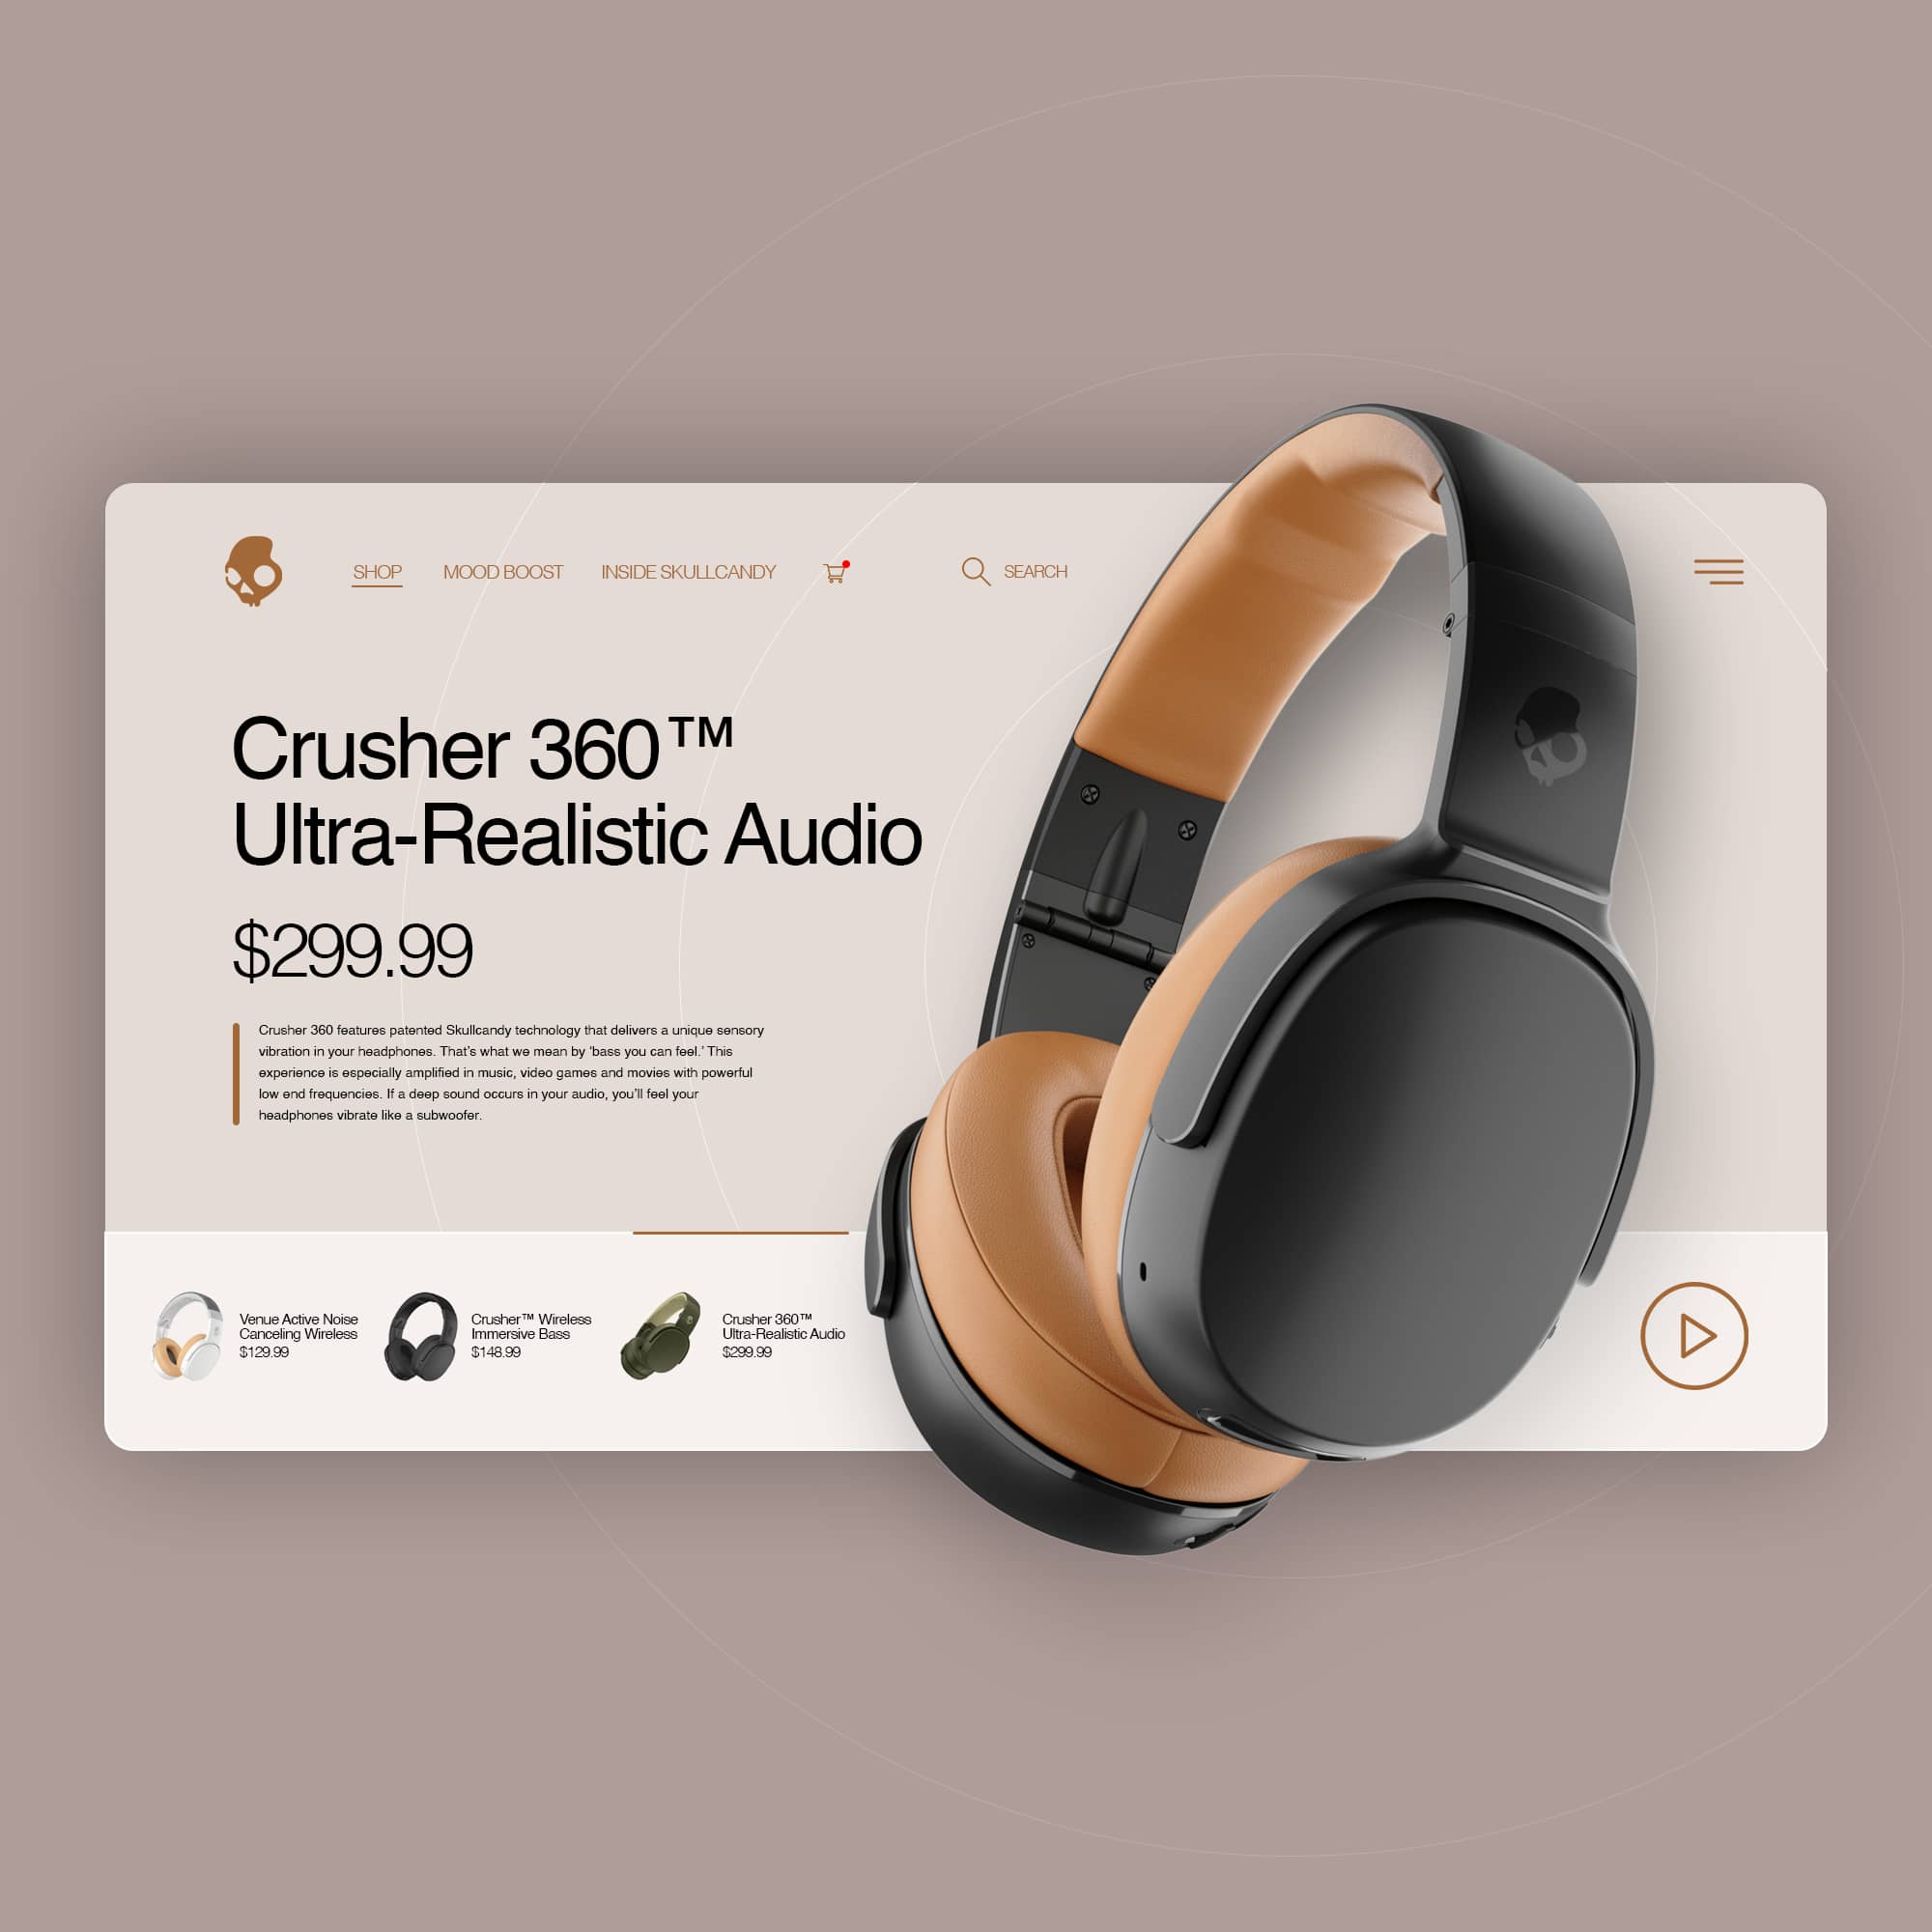 SHOP
MOOD BOOST
INSIDE SKULLCANDY
SEARCH
Crusher 360™
Ultra-Realistic Audio
$299.99
Crusher 360 features patented Skullcandy technology that delivers a unique sensory
vibration in your headphones. That’s what we mean by ‘bass you can feel.’ This
experience is especially amplified in music, video games and movies with powerful
low end frequencies. If a deep sound occurs in your audio, you’ll feel your
headphones vibrate like a subwoofer.
Venue Active Noise
Canceling Wireless
$129.99
Crusher™ Wireless
Immersive Bass
$148.99
Crusher 360™
Ultra-Realistic Audio
$299.99